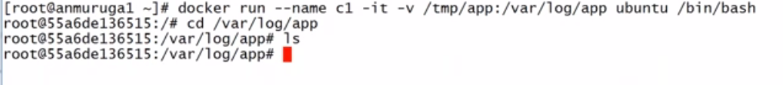 [root@anmuruga1 ~]# docker run --name c1 -it -v /tmp/app:/var/log/app ubuntu /bin/bash
root@55a6de136515:/# cd /var/log/app
root@55a6de136515:/var/log/app# ls
root@55a6de136515:/var/log/app#